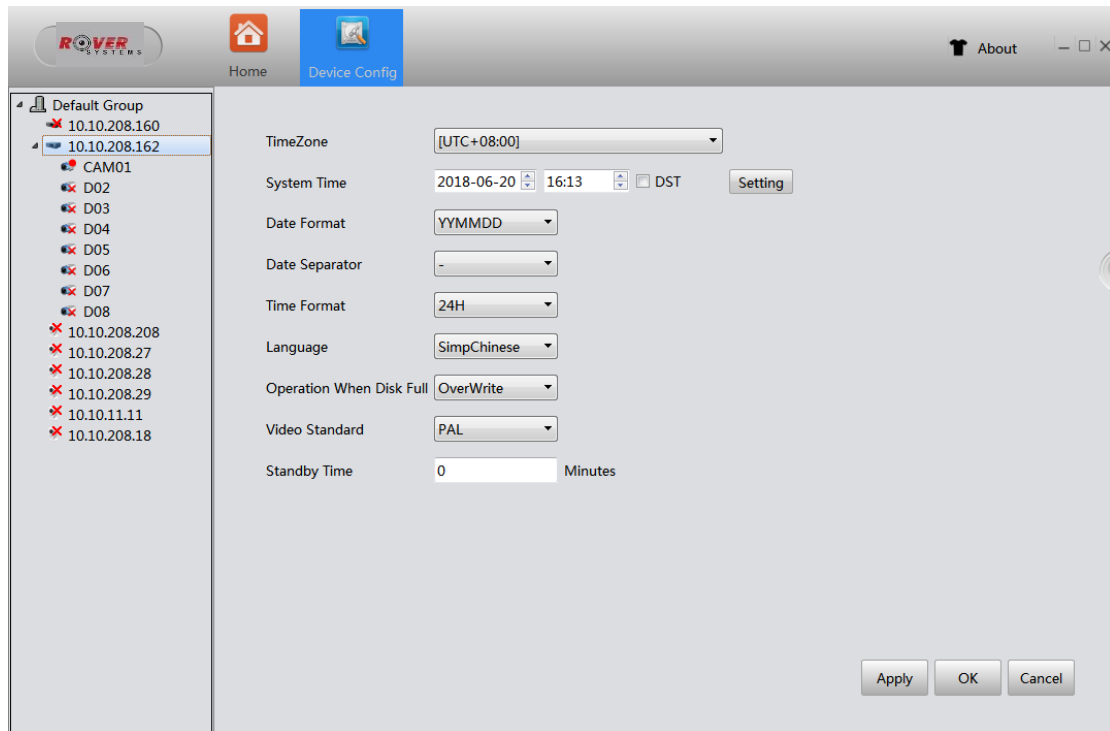 ROVER
SYSTEMS
Home
Device Config
About
Default Group
10.10.208.160
10.10.208.162
CAM01
D02
D03
D04
D05
D06
D07
D08
10.10.208.208
10.10.208.27
10.10.208.28
10.10.208.29
10.10.11.11
10.10.208.18
TimeZone [UTC+08:00]
System Time 2018-06-20 16:13 DST Setting
Date Format YYMMDD
Date Separator -
Time Format 24H
Language SimpChinese
Operation When Disk Full OverWrite
Video Standard PAL
Standby Time 0 Minutes
Apply OK Cancel